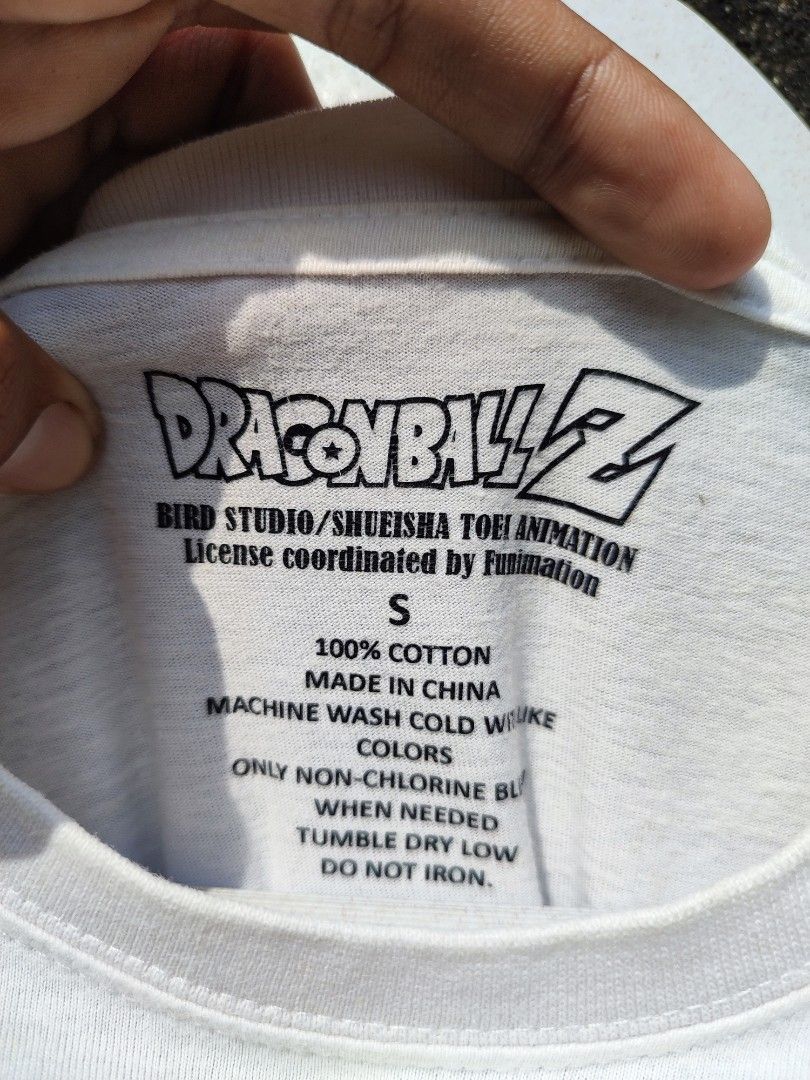 DRAGONBALL Z
BIRD STUDIO/SHUEISHA TOEI ANIMATION
License coordinated by Funimation
S
100% COTTON
MADE IN CHINA
MACHINE WASH COLD LIKE
COLORS
ONLY NON-CHLORINE
WHEN NEEDED
TUMBLE DRY LOW
DO NOT IRON.